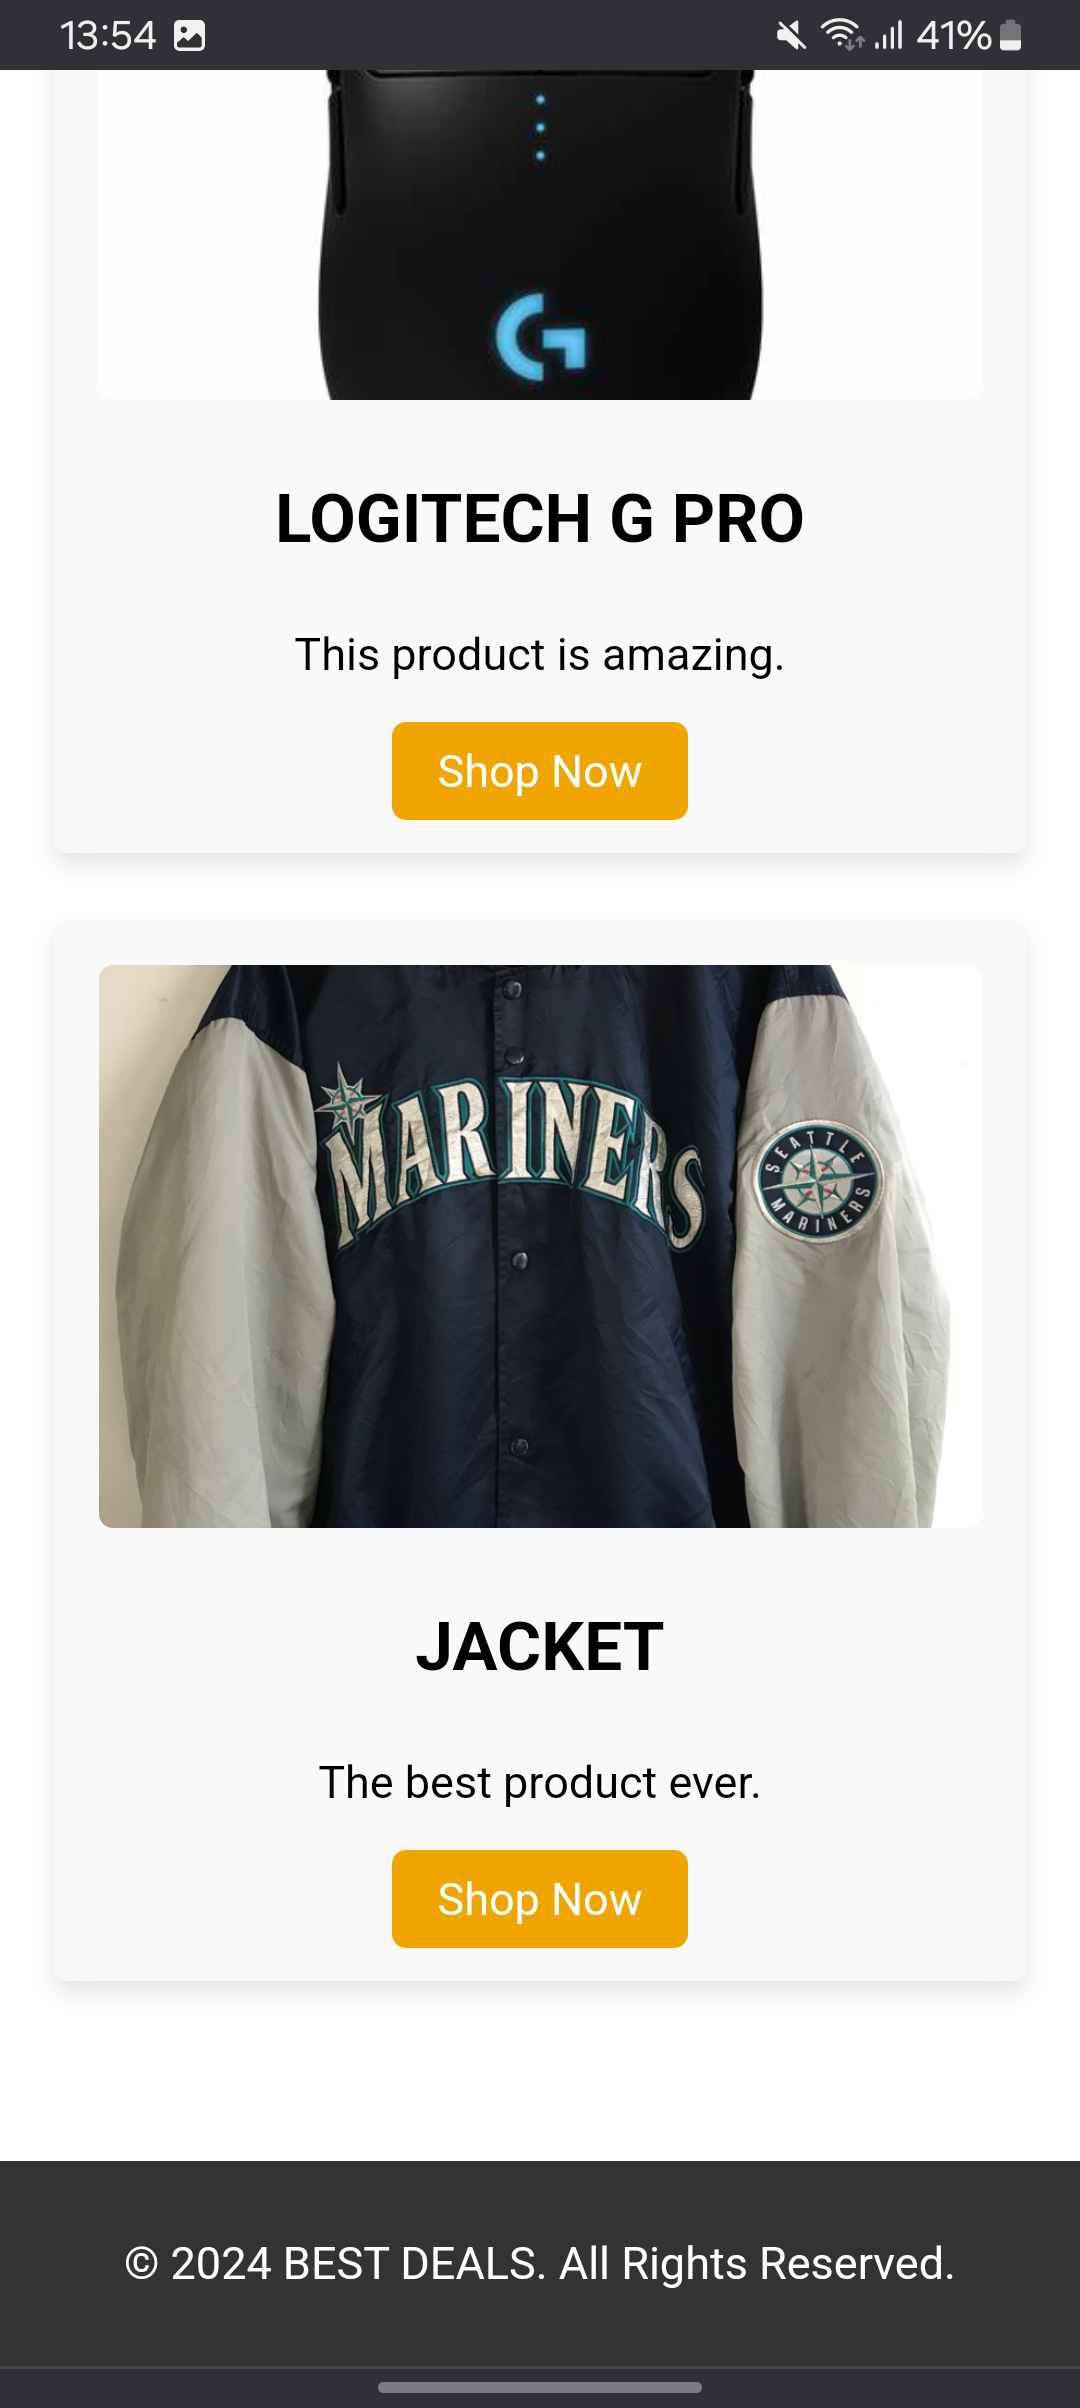 13:54
41%
G
LOGITECH G PRO
This product is amazing.
Shop Now
MARINERS
SEATTLE
MARINERS
JACKET
The best product ever.
Shop Now
© 2024 BEST DEALS. All Rights Reserved.